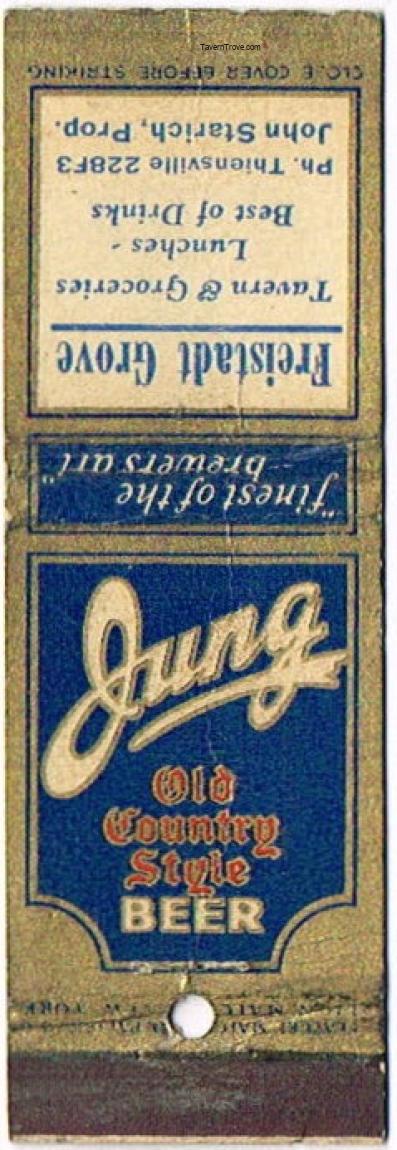 TavernTrove.com
CLOSE COVER BEFORE STRIKING
Freistadt Grove
Tavern & Groceries
Lunches -
Best of Drinks
Ph. Thiensville 228F3
John Starich, Prop.
"finest of the
brewers art"
Jung
Old
Country
Style
BEER
YORK